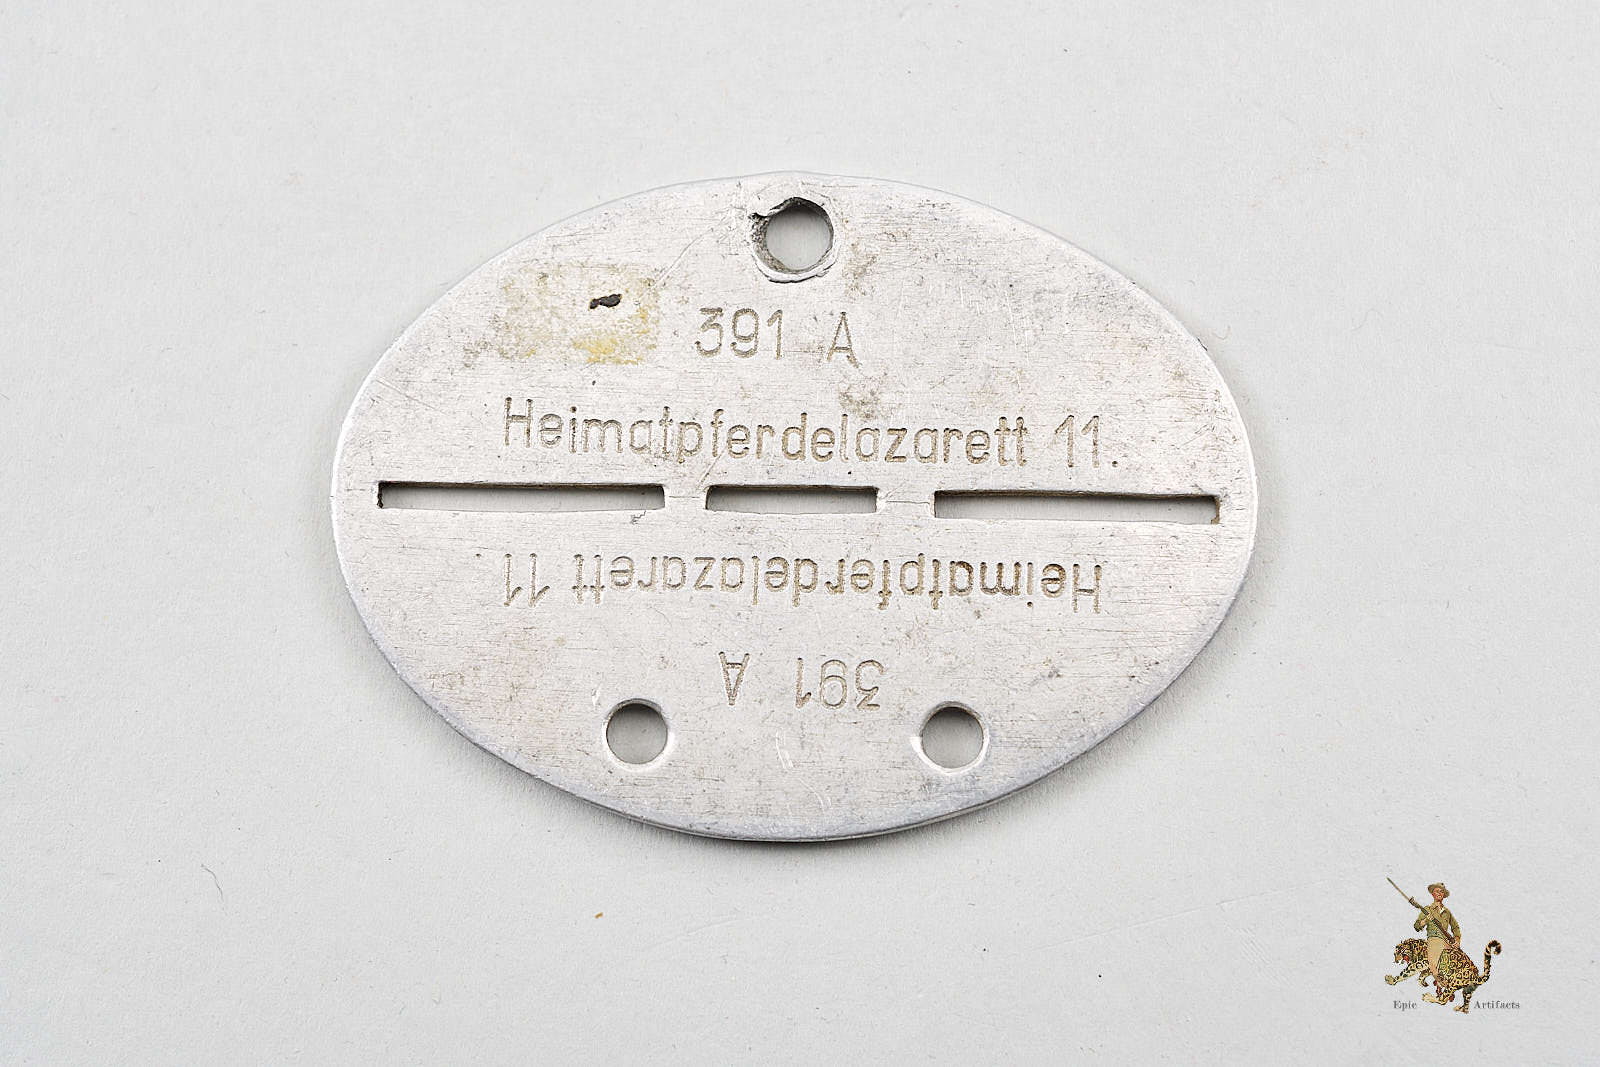 391 A
Heimatpferdelazarett 11.
Heimatpferdelazarett 11.
391 A
Epic Artifacts